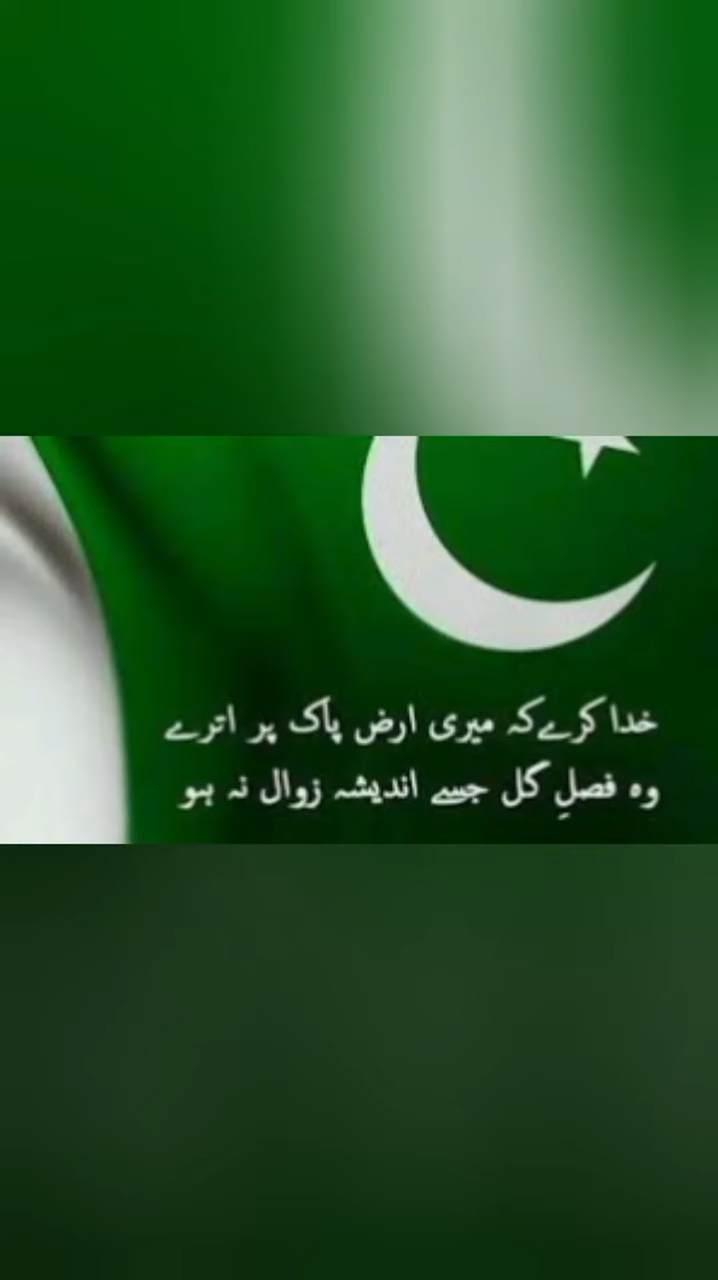 خدا کرے کہ میری ارض پاک پر اترے
وہ فصلِ گل جسے اندیشہ زوال نہ ہو